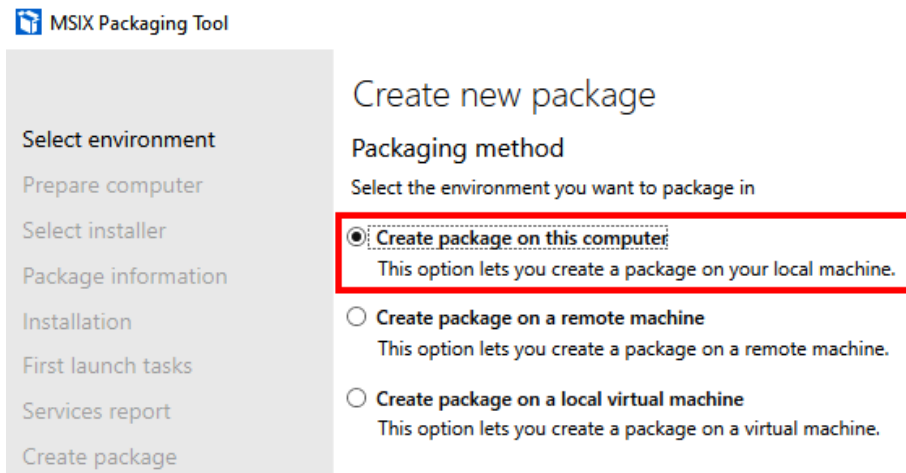 MSIX Packaging Tool
Select environment
Prepare computer
Select installer
Package information
Installation
First launch tasks
Services report
Create package
Create new package
Packaging method
Select the environment you want to package in
Create package on this computer
This option lets you create a package on your local machine.
Create package on a remote machine
This option lets you create a package on a remote machine.
Create package on a local virtual machine
This option lets you create a package on a virtual machine.